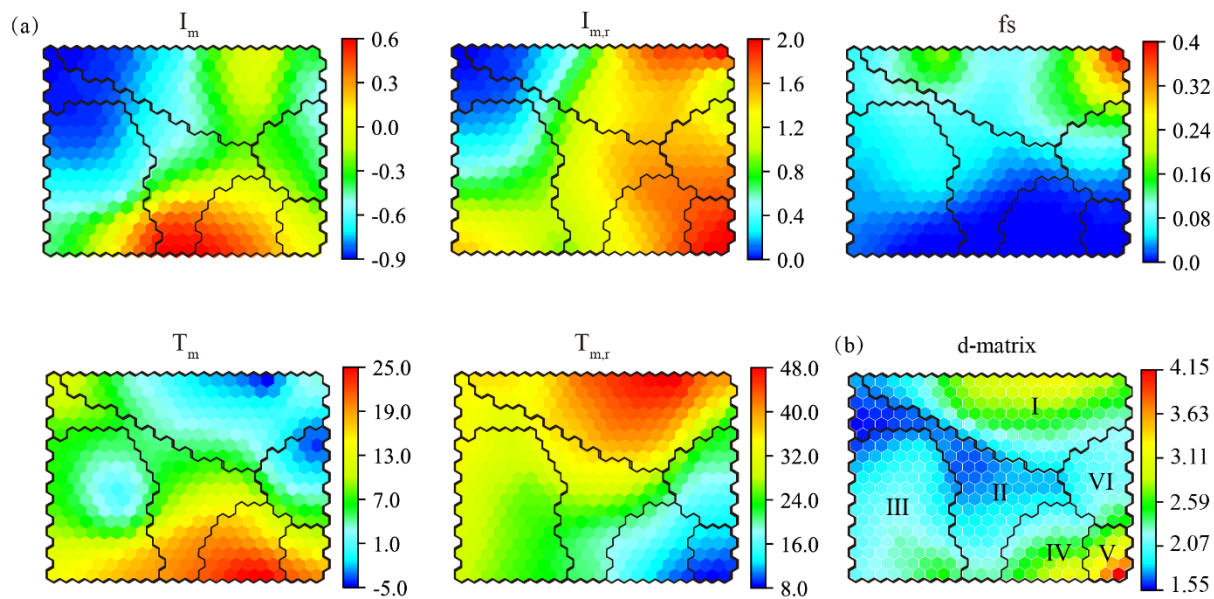 (a)
I_m
0.6
0.0
-0.3
-0.6
-0.9
I_m,r
2.0
1.6
1.2
0.8
0.4
0.0
fs
0.4
0.32
0.24
0.16
0.08
0.0
T_m
25.0
19.0
13.0
7.0
1.0
-5.0
T_m,r
48.0
40.0
32.0
24.0
16.0
8.0
(b)
d-matrix
I
II
III
IV
V
VI
4.15
3.63
3.11
2.59
2.07
1.55